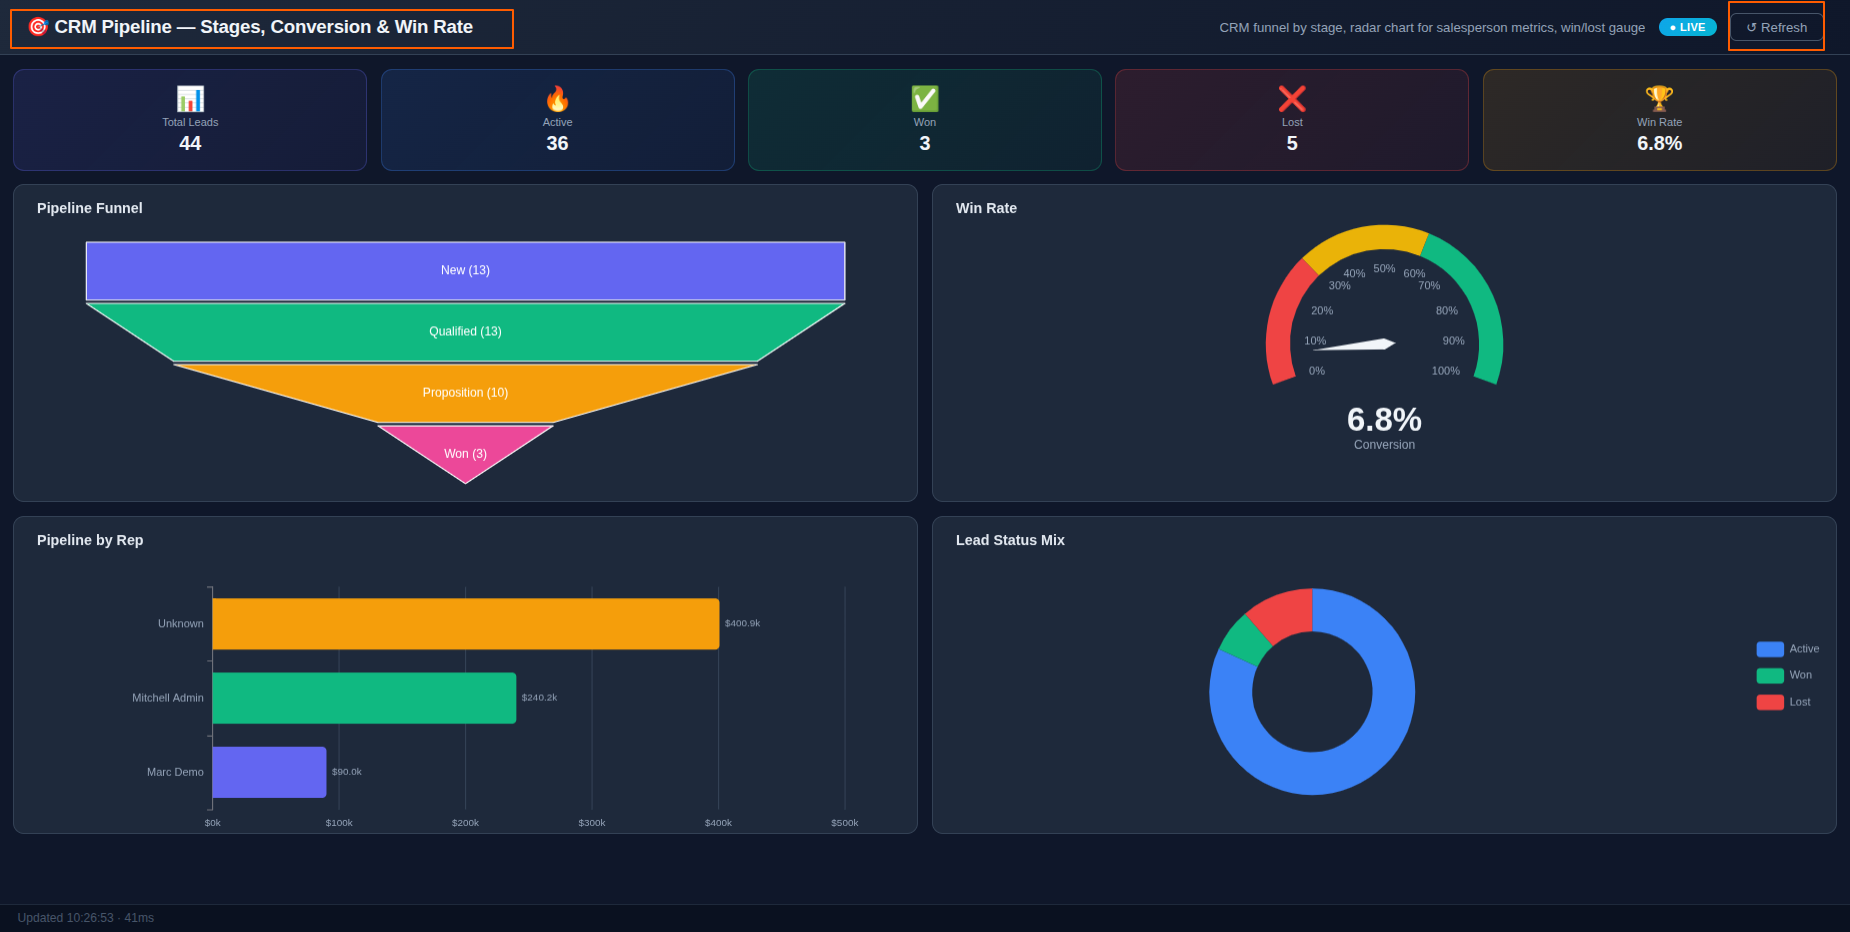 🎯 CRM Pipeline — Stages, Conversion & Win Rate
CRM funnel by stage, radar chart for salesperson metrics, win/lost gauge
● LIVE
↺ Refresh
Total Leads
44
Active
36
Won
3
Lost
5
Win Rate
6.8%
Pipeline Funnel
New (13)
Qualified (13)
Proposition (10)
Won (3)
Win Rate
0%
10%
20%
30%
40%
50%
60%
70%
80%
90%
100%
6.8%
Conversion
Pipeline by Rep
Unknown
$400.9k
Mitchell Admin
$240.2k
Marc Demo
$90.0k
$0k
$100k
$200k
$300k
$400k
$500k
Lead Status Mix
Active
Won
Lost
Updated 10:26:53 · 41ms